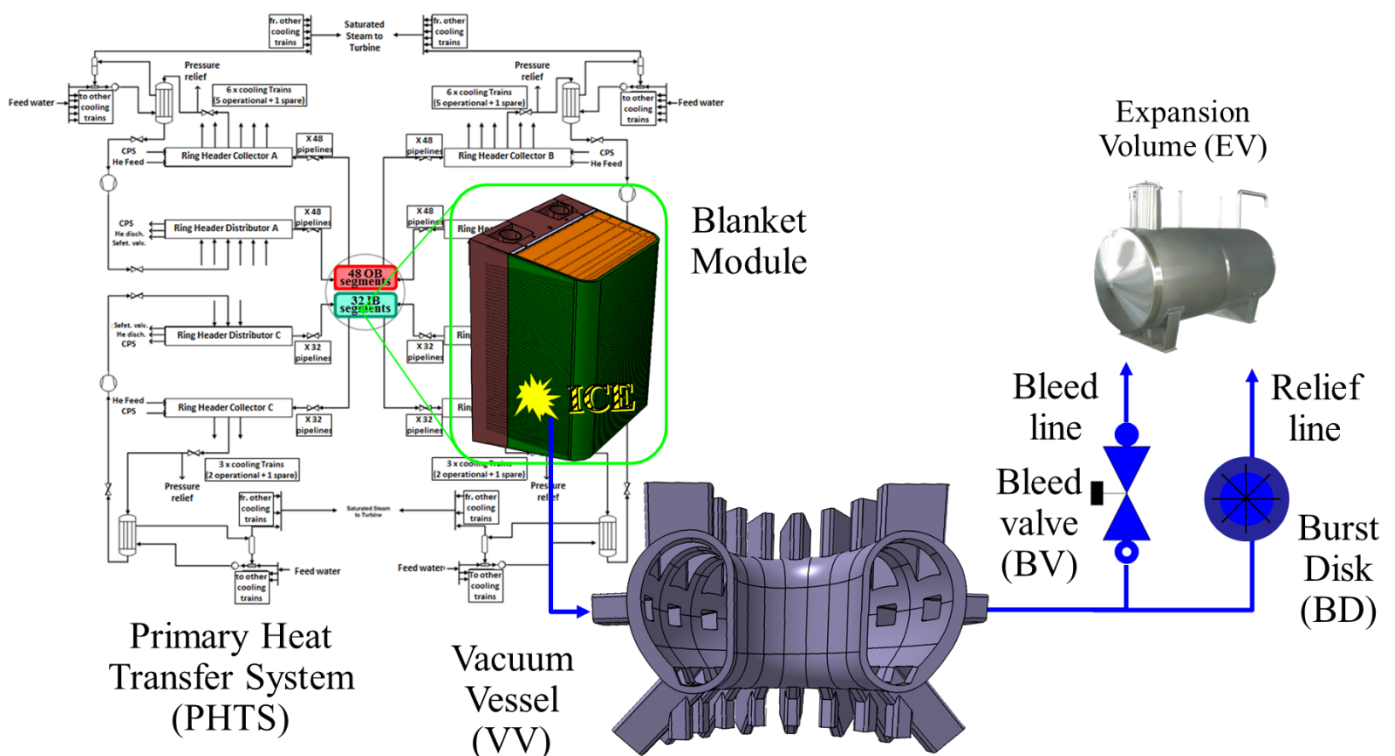 fr. other
cooling
trains
Saturated
Steam to
Turbine
fr. other
cooling
trains
Pressure
relief
6 x cooling Trains
(5 operational + 1 spare)
Feed water
to other
cooling
trains
Pressure
relief
6 x cooling Trains
(5 operational + 1 spare)
to other
cooling
trains
Feed water
X 48
pipelines
CPS
He Feed
Ring Header Collector A
X 48
pipelines
Ring Header Collector B
CPS
He Feed
X 48
pipelines
CPS
He disch.
Safet. valv.
Ring Header Distributor A
X 48
pipelines
Ring He
48 OB
segments
32 IB
segments
Safet. valv.
He disch.
CPS
Ring Header Distributor C
X 32
pipelines
X 32
pipelines
Rin
He Feed
CPS
Ring Header Collector C
X 32
pipelines
X 32
pipelines
Ring
ICE
Blanket
Module
3 x cooling Trains
(2 operational + 1 spare)
Pressure
relief
3 x cooling Trains
(2 operational + 1 spare)
Pressure
relief
fr. other
cooling
trains
Saturated Steam
to Turbine
fr. other
cooling
trains
to other
cooling
trains
Feed water
Feed water
To other
cooling
trains
Primary Heat
Transfer System
(PHTS)
Vacuum
Vessel
(VV)
Expansion
Volume (EV)
Bleed
line
Relief
line
Bleed
valve
(BV)
Burst
Disk
(BD)